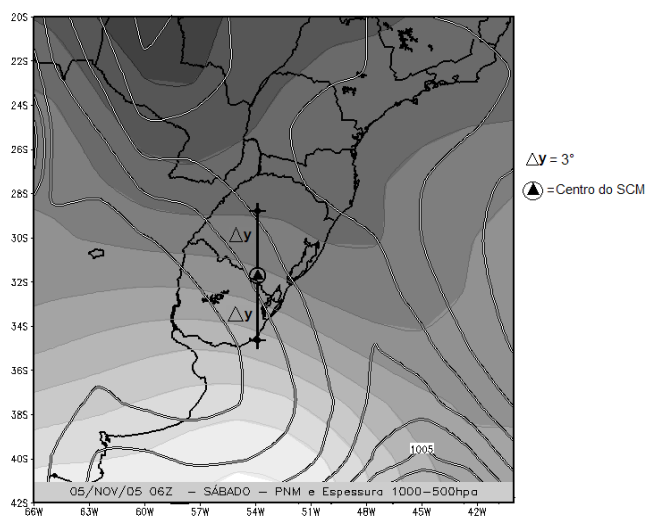 20S
22S
24S
26S
28S
30S
32S
34S
36S
38S
40S
42S
66W 63W 60W 57W 54W 51W 48W 45W 42W
△y
△y
1005
05/NOV/05 06Z – SÁBADO – PNM e Espessura 1000–500hpa
△y = 3°
=Centro do SCM